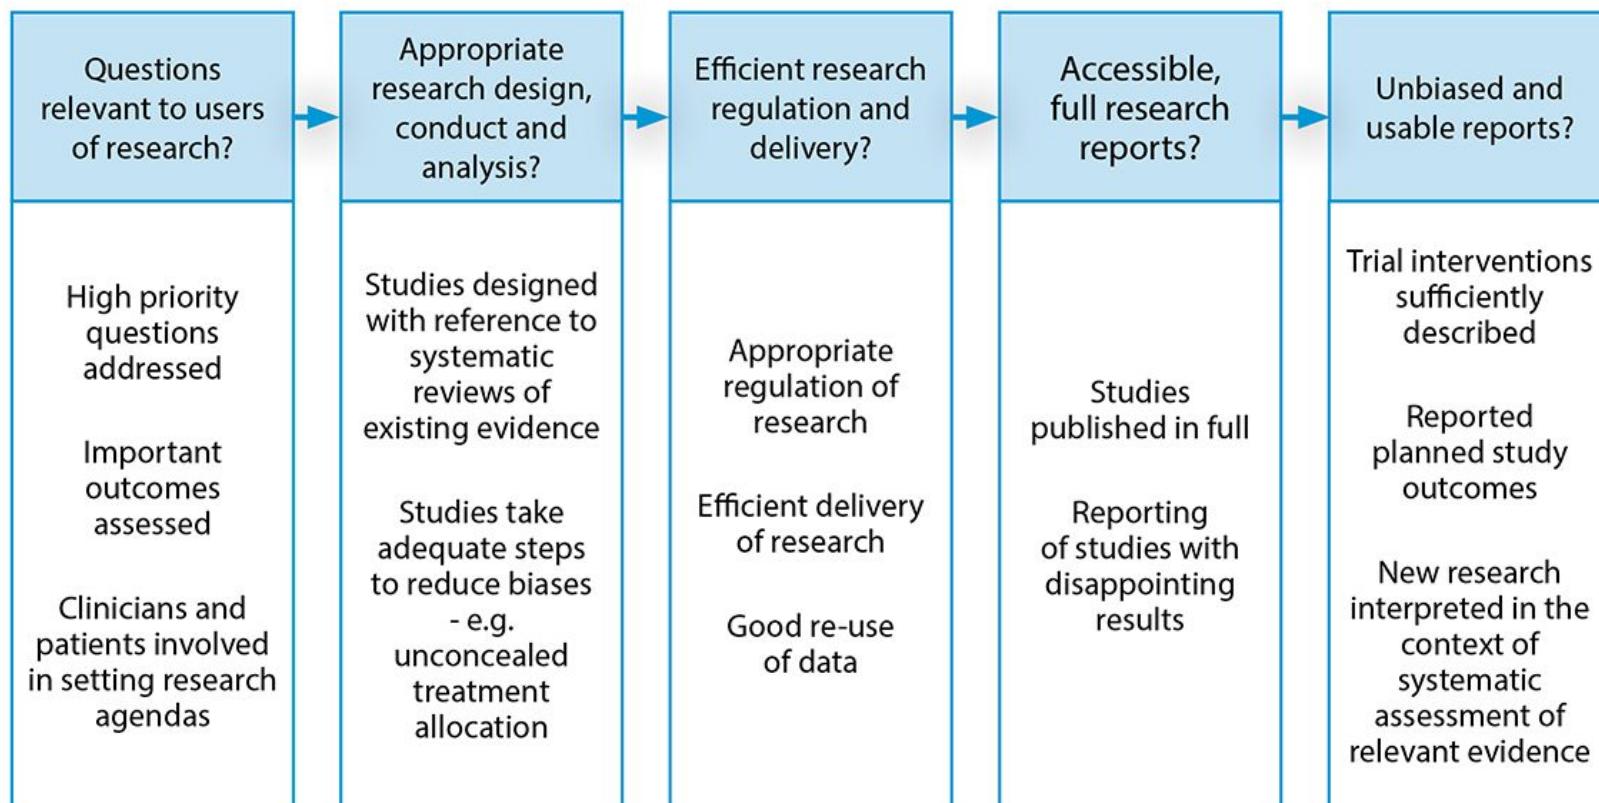 Questions
relevant to users
of research?
High priority
questions
addressed
Important
outcomes
assessed
Clinicians and
patients involved
in setting research
agendas
Appropriate
research design,
conduct and
analysis?
Studies designed
with reference to
systematic
reviews of
existing evidence
Studies take
adequate steps
to reduce biases
- e.g.
unconcealed
treatment
allocation
Efficient research
regulation and
delivery?
Appropriate
regulation of
research
Efficient delivery
of research
Good re-use
of data
Accessible,
full research
reports?
Studies
published in full
Reporting
of studies with
disappointing
results
Unbiased and
usable reports?
Trial interventions
sufficiently
described
Reported
planned study
outcomes
New research
interpreted in the
context of
systematic
assessment of
relevant evidence